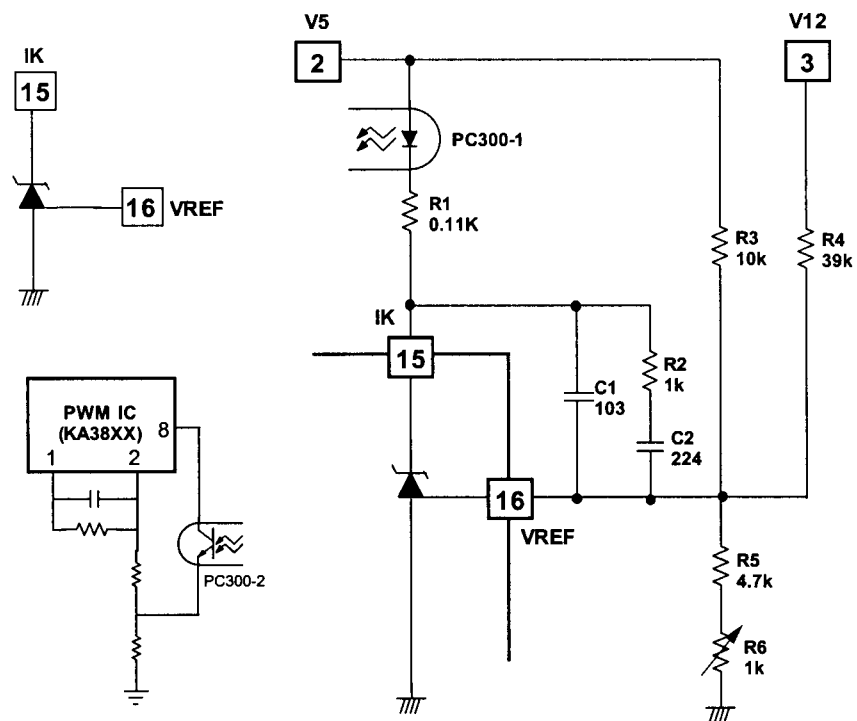 V5
2
V12
3
IK
15
16 VREF
PC300-1
R1
0.11K
R3
10k
R4
39k
IK
15
R2
1k
C1
103
C2
224
16
VREF
R5
4.7k
R6
1k
PWM IC
(KA38XX)
8
1
2
PC300-2